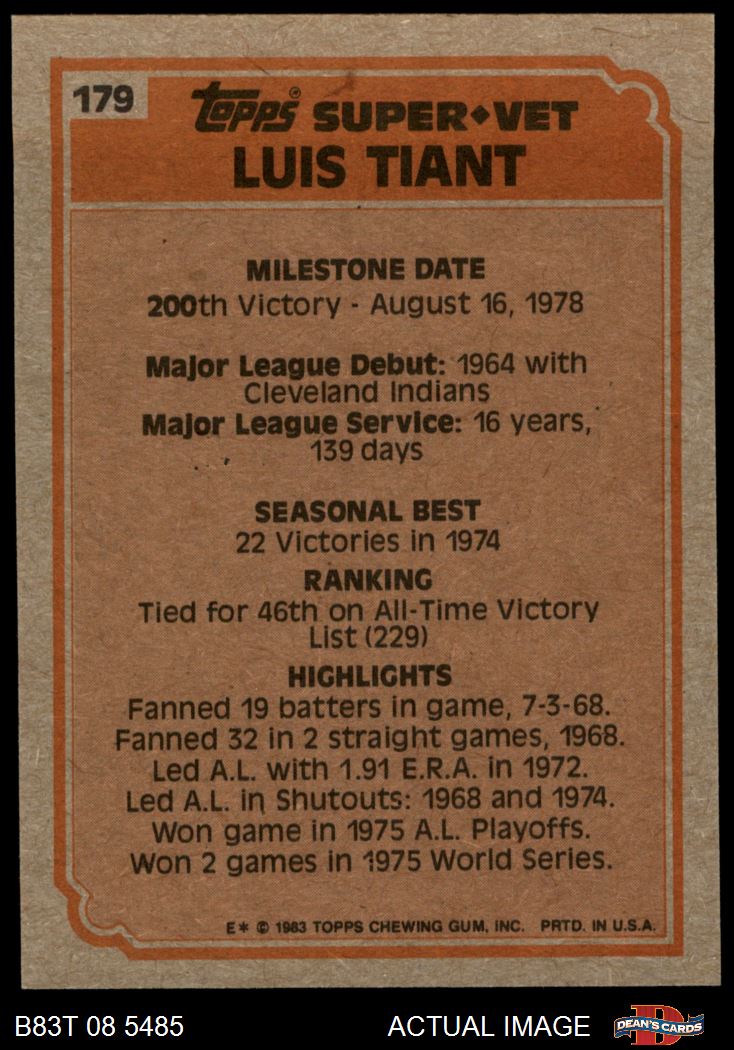 179
Topps® SUPER♦VET
LUIS TIANT
MILESTONE DATE
200th Victory - August 16, 1978
Major League Debut: 1964 with
Cleveland Indians
Major League Service: 16 years,
139 days
SEASONAL BEST
22 Victories in 1974
RANKING
Tied for 46th on All-Time Victory
List (229)
HIGHLIGHTS
Fanned 19 batters in game, 7-3-68.
Fanned 32 in 2 straight games, 1968.
Led A.L. with 1.91 E.R.A. in 1972.
Led A.L. in Shutouts: 1968 and 1974.
Won game in 1975 A.L. Playoffs.
Won 2 games in 1975 World Series.
E* © 1983 TOPPS CHEWING GUM, INC. PRTD. IN U.S.A.
B83T 08 5485 ACTUAL IMAGE D DEAN'S CARDS